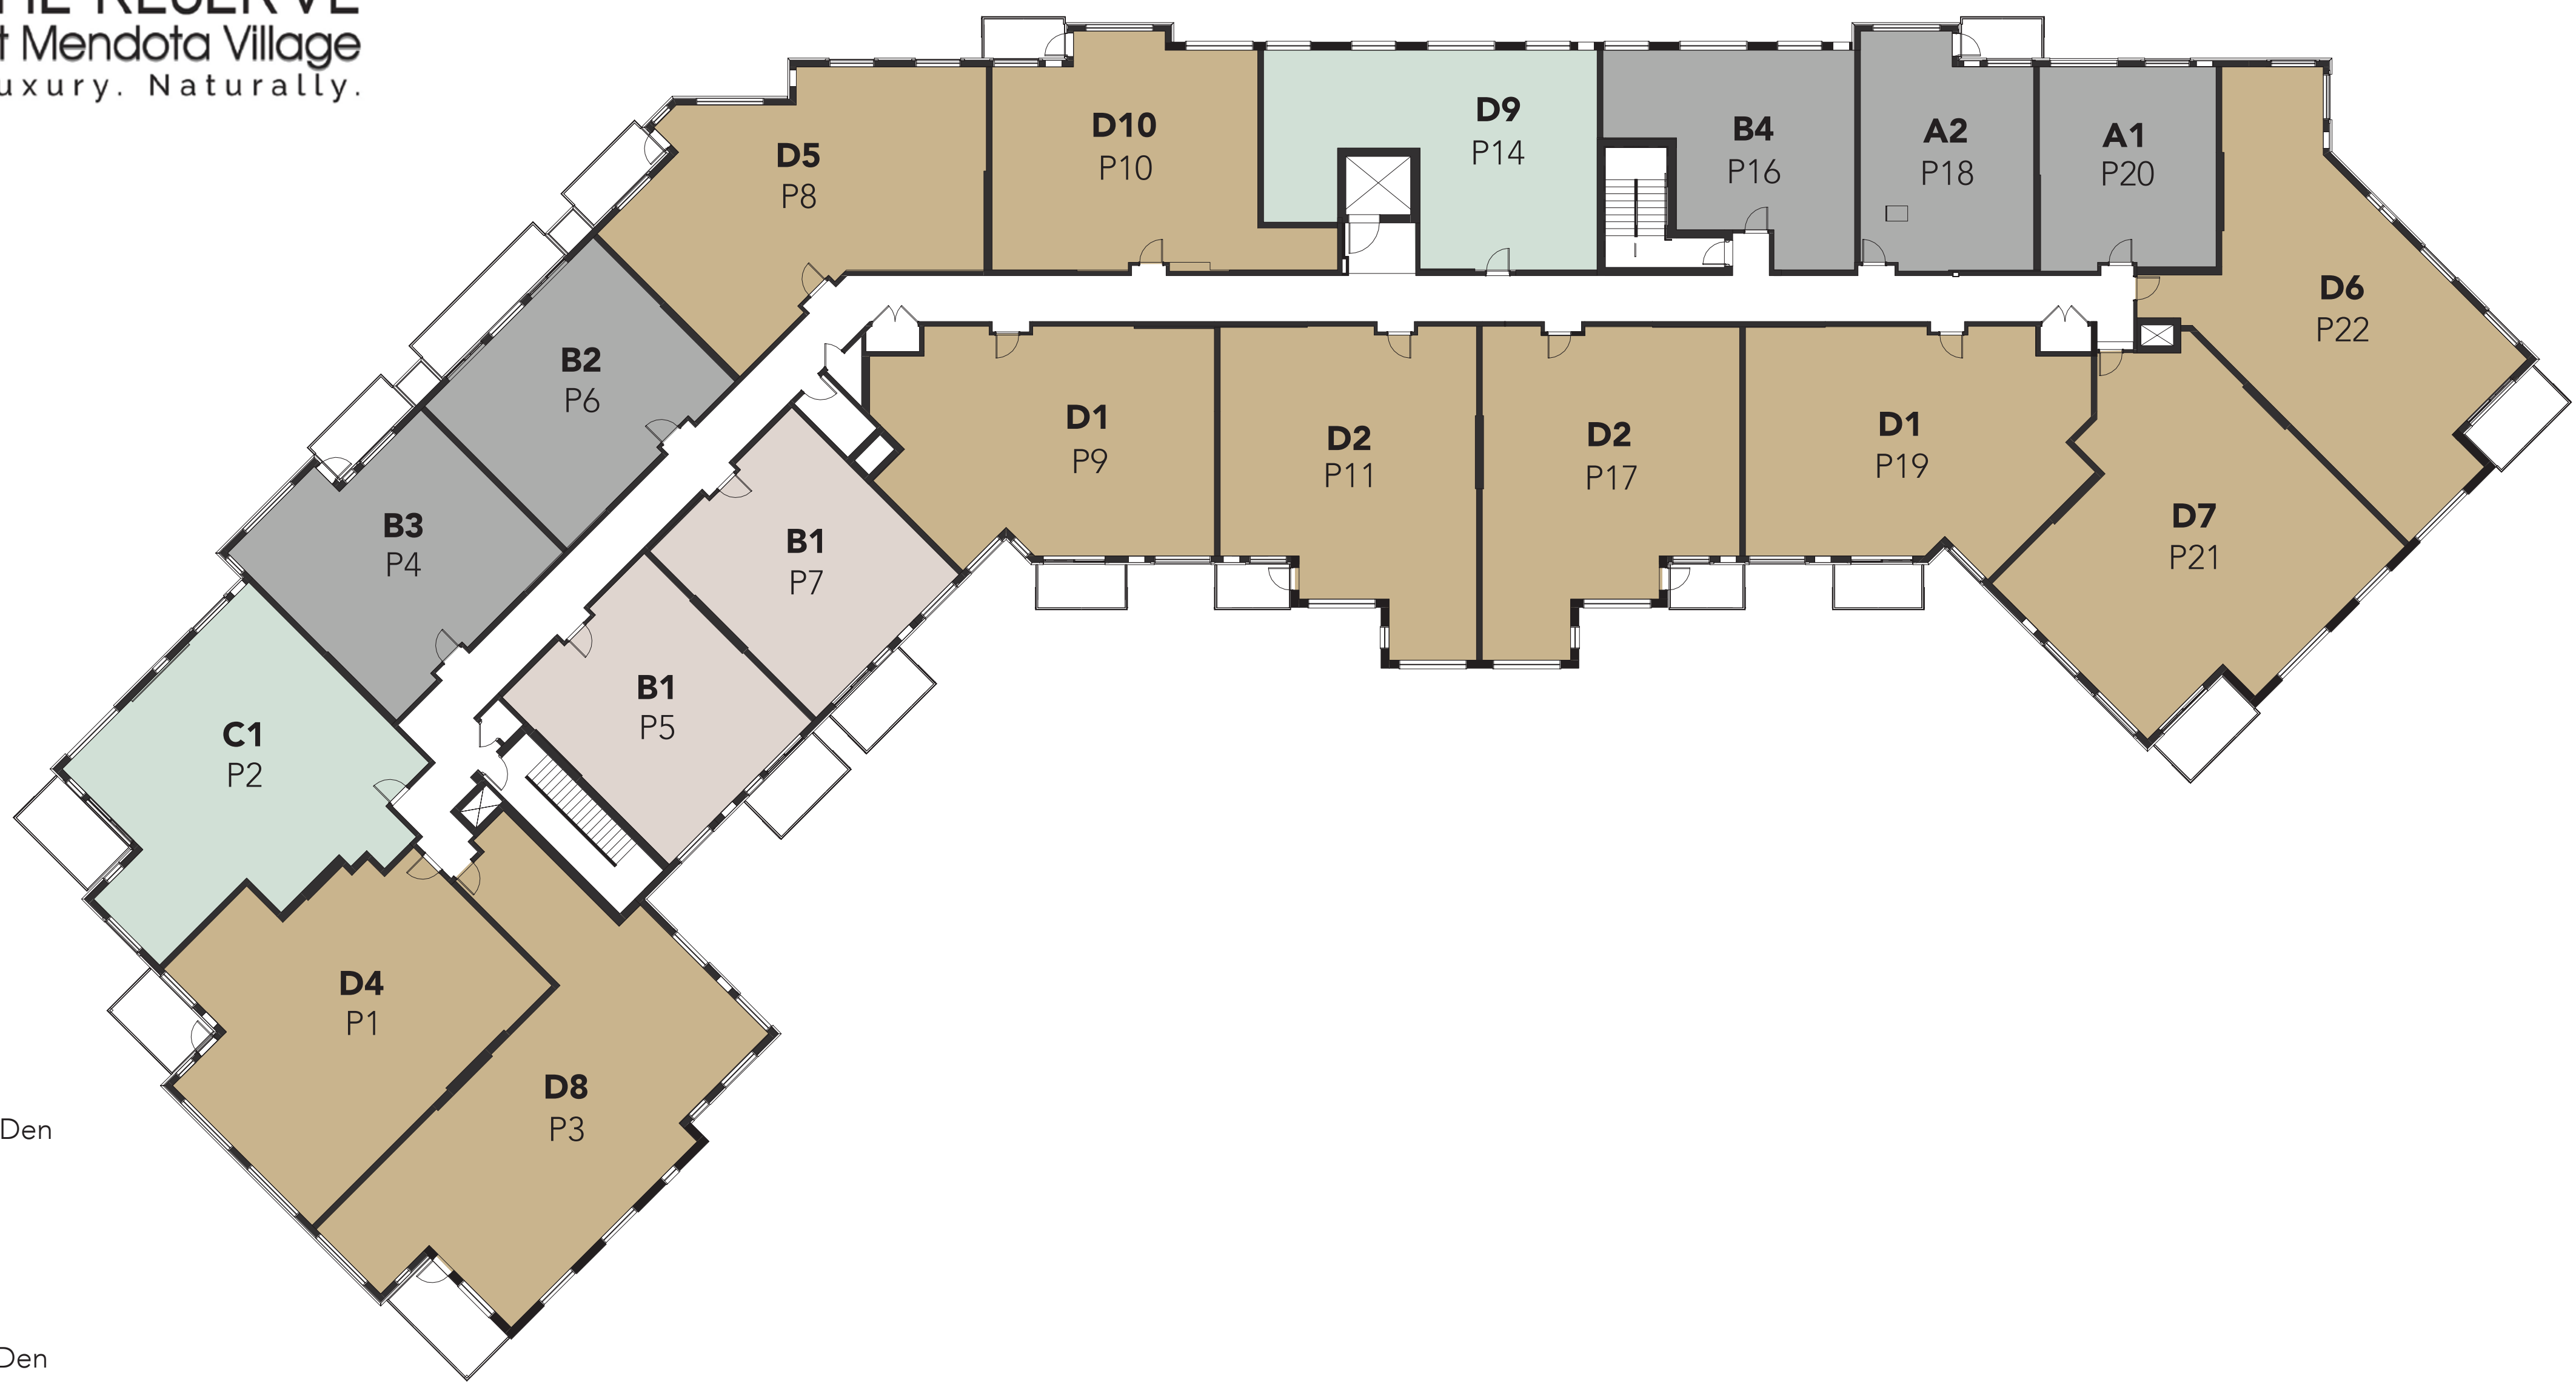 THE RESERVE
t Mendota Village
uxury. Naturally.
D5
P8
D10
P10
D9
P14
B4
P16
A2
P18
A1
P20
D6
P22
B2
P6
B3
P4
B1
P7
B1
P5
D1
P9
D2
P11
D2
P17
D1
P19
D7
P21
C1
P2
D4
P1
D8
P3
Den
Den